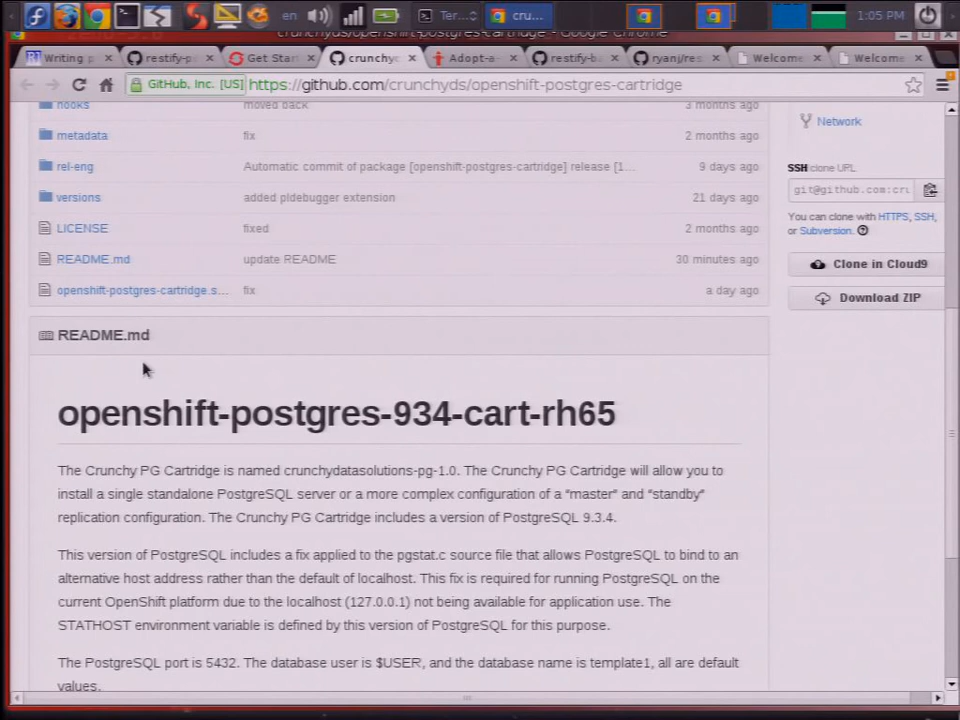 en
Ter...
cru...
1:05 PM
crunchyds/openshift-postgres-cartridge - Google Chrome
Writing p
restify-p
Get Start
crunchyc
Adopt-a-
restify-ba
ryanj/res
Welcome
Welcome
GitHub, Inc. [US]
https://github.com/crunchyds/openshift-postgres-cartridge
hooks
moved back
3 months ago
Network
metadata
fix
2 months ago
rel-eng
Automatic commit of package [openshift-postgres-cartridge] release [1...
9 days ago
SSH clone URL
git@github.com:cru
versions
added pldebugger extension
21 days ago
You can clone with HTTPS, SSH,
or Subversion.
LICENSE
fixed
2 months ago
README.md
update README
30 minutes ago
Clone in Cloud9
openshift-postgres-cartridge.s...
fix
a day ago
Download ZIP
README.md
openshift-postgres-934-cart-rh65
The Crunchy PG Cartridge is named crunchydatasolutions-pg-1.0. The Crunchy PG Cartridge will allow you to
install a single standalone PostgreSQL server or a more complex configuration of a "master" and "standby"
replication configuration. The Crunchy PG Cartridge includes a version of PostgreSQL 9.3.4.
This version of PostgreSQL includes a fix applied to the pgstat.c source file that allows PostgreSQL to bind to an
alternative host address rather than the default of localhost. This fix is required for running PostgreSQL on the
current OpenShift platform due to the localhost (127.0.0.1) not being available for application use. The
STATHOST environment variable is defined by this version of PostgreSQL for this purpose.
The PostgreSQL port is 5432. The database user is $USER, and the database name is template1, all are default
values.